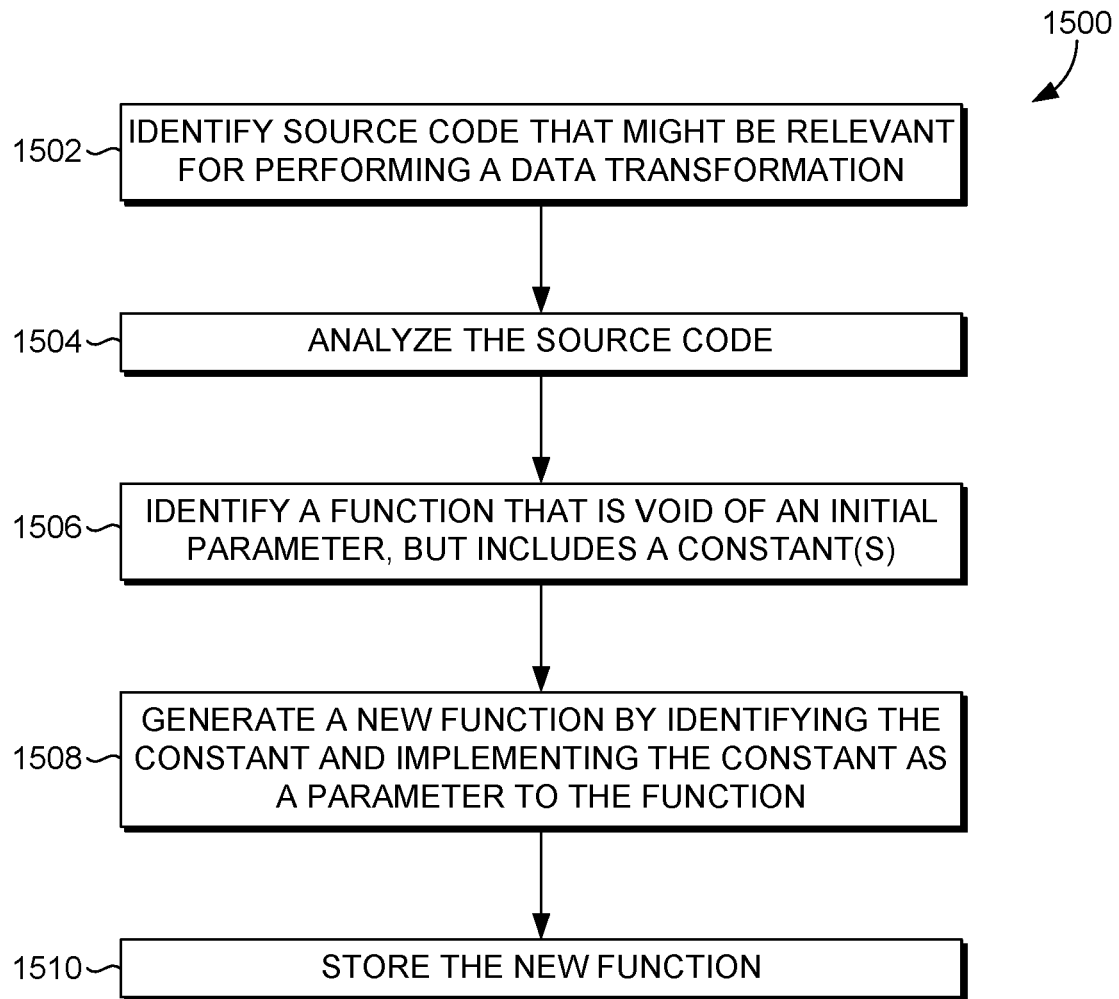 1500
1502
IDENTIFY SOURCE CODE THAT MIGHT BE RELEVANT
FOR PERFORMING A DATA TRANSFORMATION
1504
ANALYZE THE SOURCE CODE
1506
IDENTIFY A FUNCTION THAT IS VOID OF AN INITIAL
PARAMETER, BUT INCLUDES A CONSTANT(S)
1508
GENERATE A NEW FUNCTION BY IDENTIFYING THE
CONSTANT AND IMPLEMENTING THE CONSTANT AS
A PARAMETER TO THE FUNCTION
1510
STORE THE NEW FUNCTION